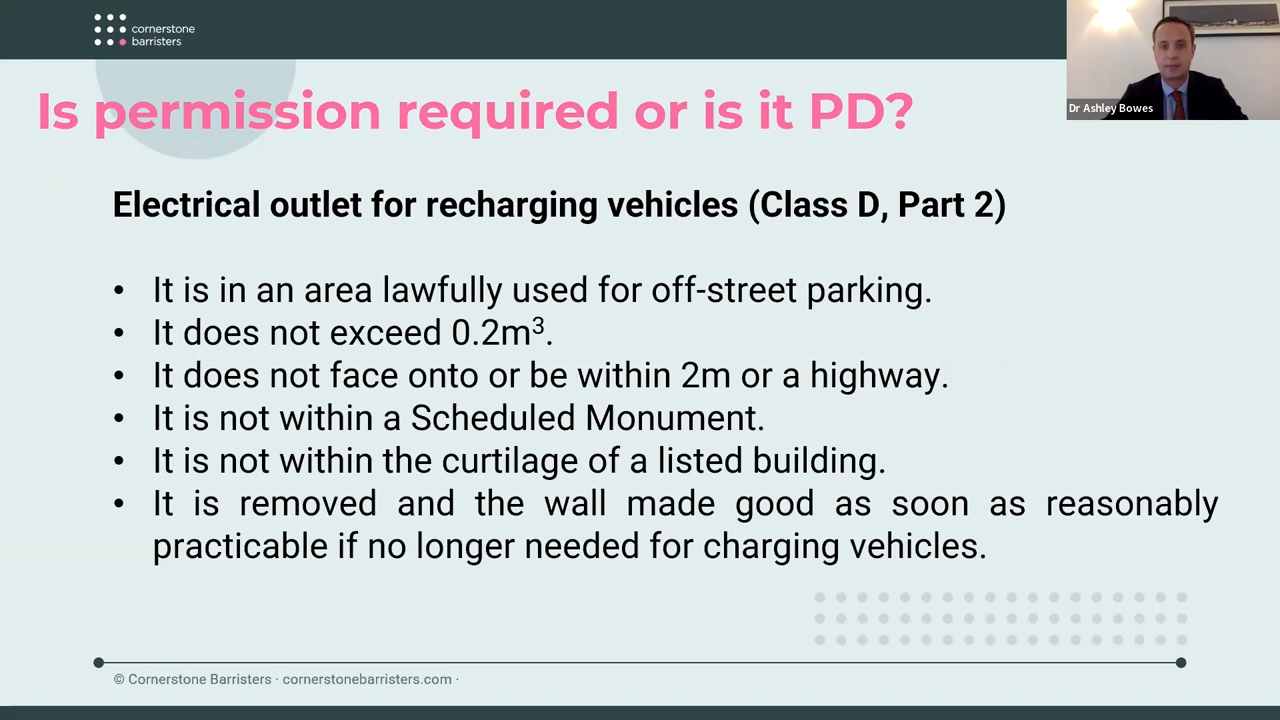 cornerstone
barristers
Dr Ashley Bowes
Is permission required or is it PD?
Electrical outlet for recharging vehicles (Class D, Part 2)
• It is in an area lawfully used for off-street parking.
• It does not exceed 0.2m³.
• It does not face onto or be within 2m or a highway.
• It is not within a Scheduled Monument.
• It is not within the curtilage of a listed building.
• It is removed and the wall made good as soon as reasonably
practicable if no longer needed for charging vehicles.
© Cornerstone Barristers · cornerstonebarristers.com ·